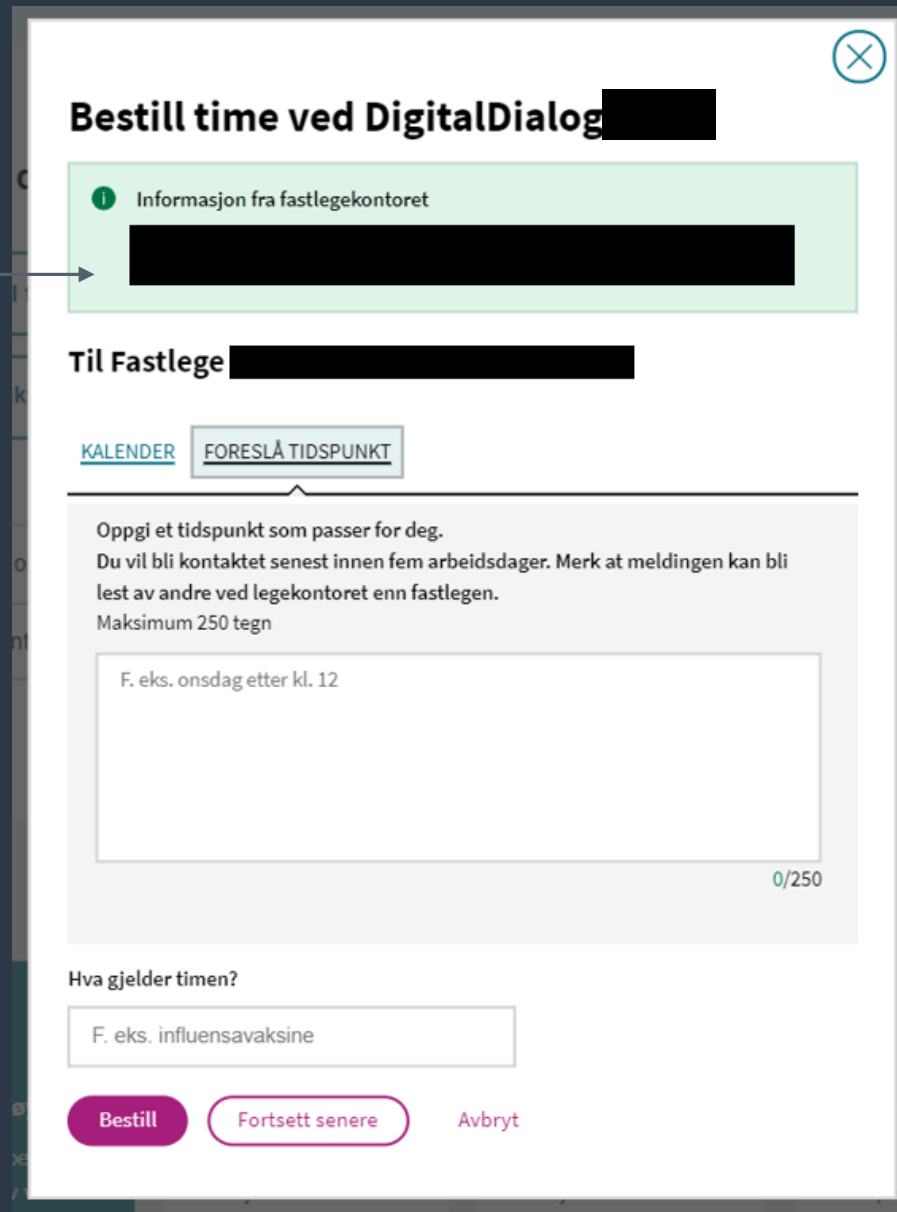 Bestill time ved DigitalDialog
Informasjon fra fastlegekontoret
Til Fastlege
KALENDER FORESLÅ TIDSPUNKT
Oppgi et tidspunkt som passer for deg.
Du vil bli kontaktet senest innen fem arbeidsdager. Merk at meldingen kan bli
lest av andre ved legekontoret enn fastlegen.
Maksimum 250 tegn
F. eks. onsdag etter kl. 12
0/250
Hva gjelder timen?
F. eks. influensavaksine
Bestill Fortsett senere Avbryt